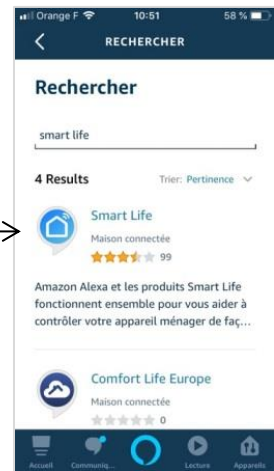 Orange F 10:51 58 %
RECHERCHER
Rechercher
smart life
4 Results Trier: Pertinence
Smart Life
Maison connectée
99
Amazon Alexa et les produits Smart Life
fonctionnent ensemble pour vous aider à
contrôler votre appareil ménager de faç...
Comfort Life Europe
Maison connectée
0
Accueil Communiq... Lecture Appareils